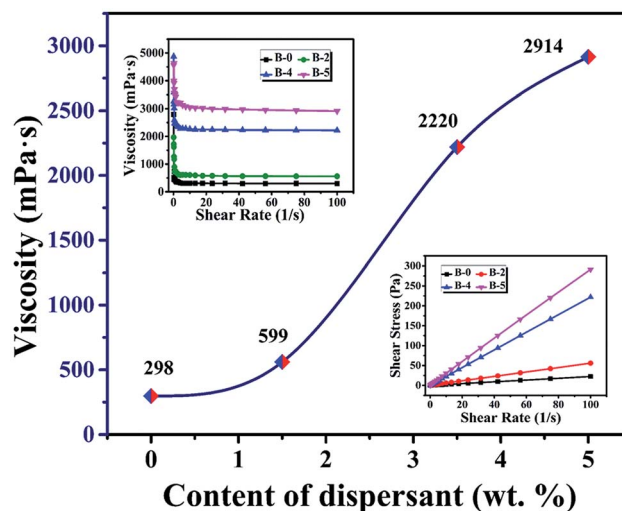 3000
2500
2000
1500
1000
500
0
Viscosity (mPa·s)
0 1 2 3 4 5
Content of dispersant (wt. %)
298
599
2220
2914
5000
4000
3000
2000
1000
0
Viscosity (mPa·s)
B-0 B-2
B-4 B-5
0 20 40 60 80 100
Shear Rate (1/s)
300
250
200
150
100
50
0
Shear Stress (Pa)
B-0 B-2
B-4 B-5
0 20 40 60 80 100
Shear Rate (1/s)